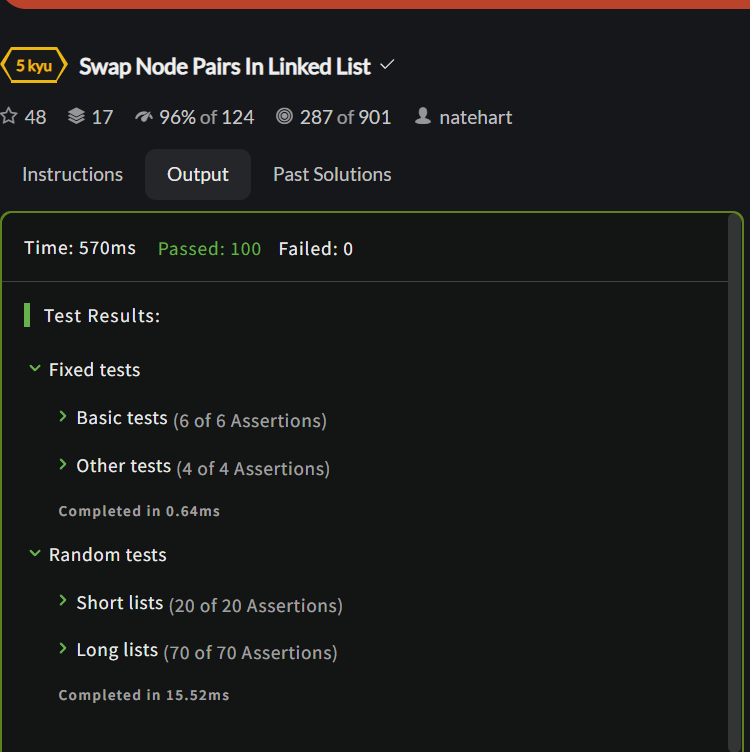 5 kyu Swap Node Pairs In Linked List
48 17 96% of 124 287 of 901 natehart
Instructions Output Past Solutions
Time: 570ms Passed: 100 Failed: 0
Test Results:
Fixed tests
Basic tests (6 of 6 Assertions)
Other tests (4 of 4 Assertions)
Completed in 0.64ms
Random tests
Short lists (20 of 20 Assertions)
Long lists (70 of 70 Assertions)
Completed in 15.52ms